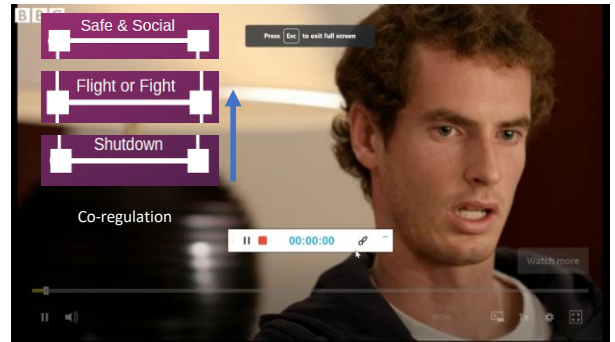 BBC
Safe & Social
Press Esc to exit full screen
Flight or Fight
Shutdown
Co-regulation
00:00:00
Watch more
1x